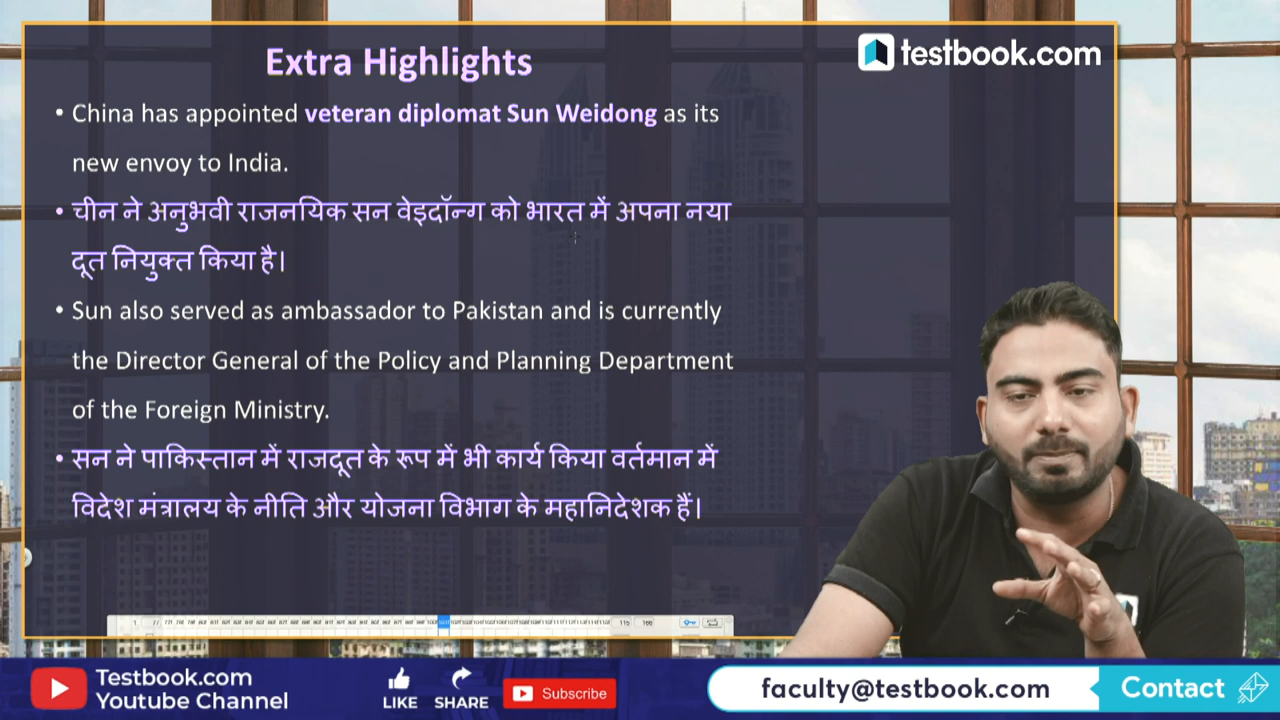 Extra Highlights
testbook.com
• China has appointed veteran diplomat Sun Weidong as its
new envoy to India.
• चीन ने अनुभवी राजनयिक सन वेइदॉन्ग को भारत में अपना नया
दूत नियुक्त किया है।
• Sun also served as ambassador to Pakistan and is currently
the Director General of the Policy and Planning Department
of the Foreign Ministry.
• सन ने पाकिस्तान में राजदूत के रूप में भी कार्य किया वर्तमान में
विदेश मंत्रालय के नीति और योजना विभाग के महानिदेशक हैं।
Testbook.com
Youtube Channel
LIKE
SHARE
Subscribe
faculty@testbook.com
Contact